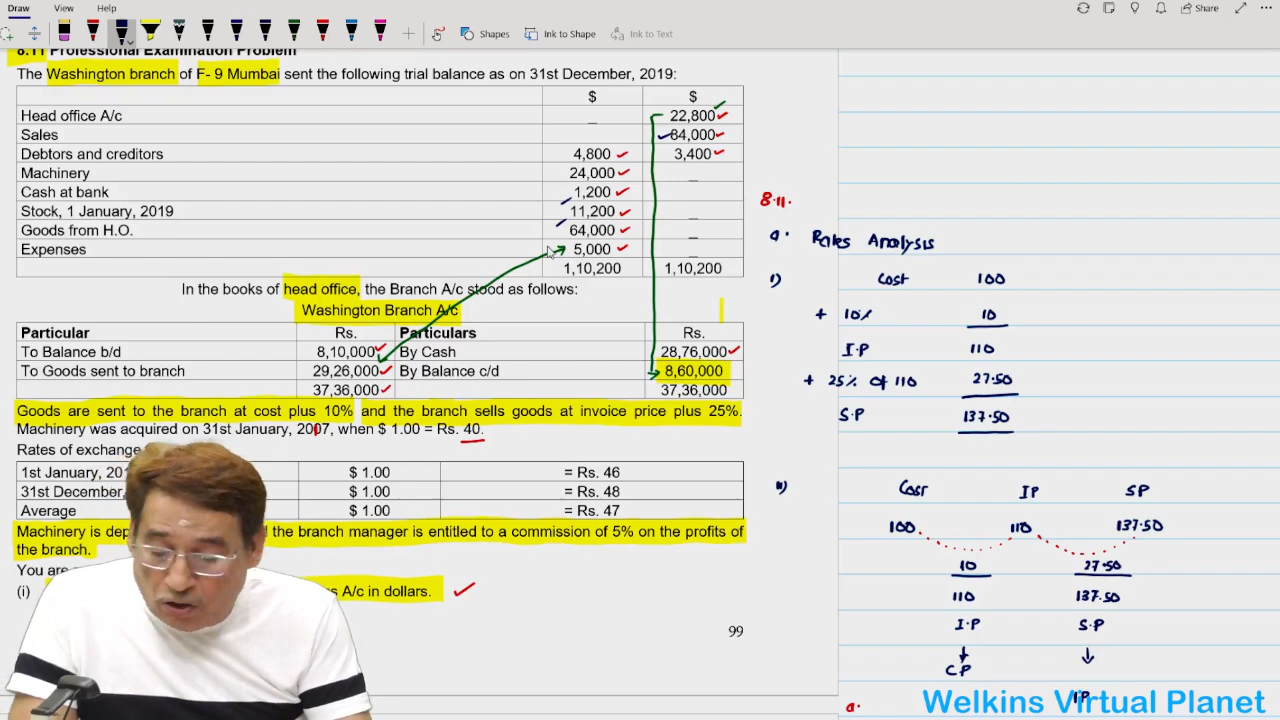 Draw View Help
Share
Shapes Ink to Shape Ink to Text
8.11 Professional Examination Problem
The Washington branch of F- 9 Mumbai sent the following trial balance as on 31st December, 2019:
$ $
Head office A/c _ 22,800
Sales 84,000
Debtors and creditors 4,800 3,400
Machinery 24,000 _
Cash at bank 1,200
Stock, 1 January, 2019 11,200 _
Goods from H.O. 64,000 _
Expenses 5,000
1,10,200 1,10,200
In the books of head office, the Branch A/c stood as follows:
Washington Branch A/c
Particular Rs. Particulars Rs.
To Balance b/d 8,10,000 By Cash 28,76,000
To Goods sent to branch 29,26,000 By Balance c/d 8,60,000
37,36,000 37,36,000
Goods are sent to the branch at cost plus 10% and the branch sells goods at invoice price plus 25%.
Machinery was acquired on 31st January, 2007, when $ 1.00 = Rs. 40.
Rates of exchange
1st January, $ 1.00 = Rs. 46
31st December, $ 1.00 = Rs. 48
Average $ 1.00 = Rs. 47
Machinery is the branch manager is entitled to a commission of 5% on the profits of
the branch.
You are
(i) A/c in dollars.
99
8.11.
a. Rates Analysis
i) Cost 100
+ 10% 10
I.P 110
+ 25% of 110 27.50
S.P 137.50
ii) Cost IP SP
100 110 137.50
10 27.50
110 137.50
I.P S.P
CP IP
a.
Welkins Virtual Planet